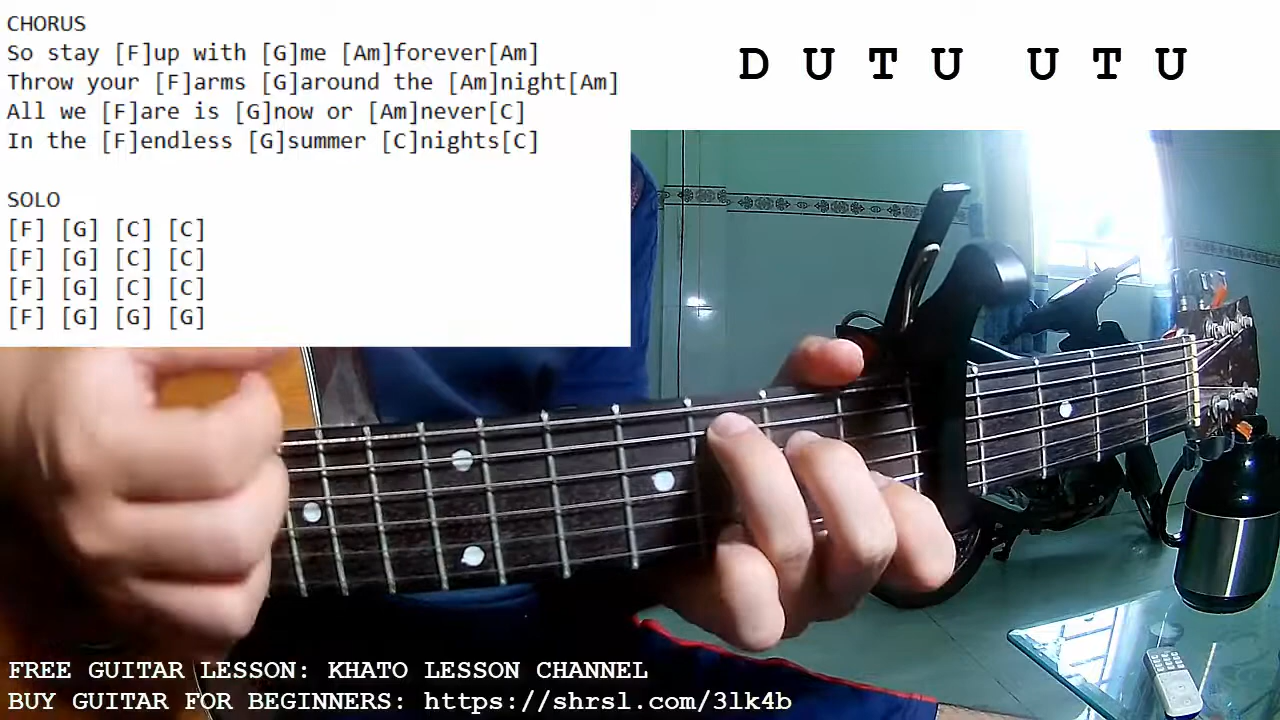 CHORUS
So stay [F]up with [G]me [Am]forever[Am]
Throw your [F]arms [G]around the [Am]night[Am]
All we [F]are is [G]now or [Am]never[C]
In the [F]endless [G]summer [C]nights[C]
SOLO
[F] [G] [C] [C]
[F] [G] [C] [C]
[F] [G] [C] [C]
[F] [G] [G] [G]
D U T U U T U
FREE GUITAR LESSON: KHATO LESSON CHANNEL
BUY GUITAR FOR BEGINNERS: https://shrsl.com/3lk4b